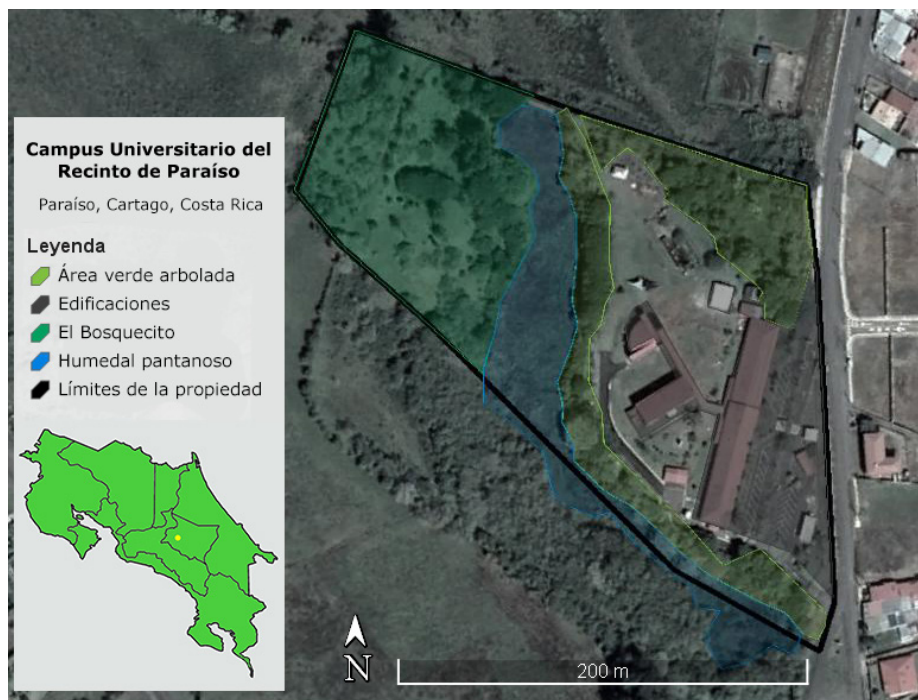 Campus Universitario del
Recinto de Paraíso
Paraíso, Cartago, Costa Rica
Leyenda
Área verde arbolada
Edificaciones
El Bosquecito
Humedal pantanoso
Límites de la propiedad
N
200 m